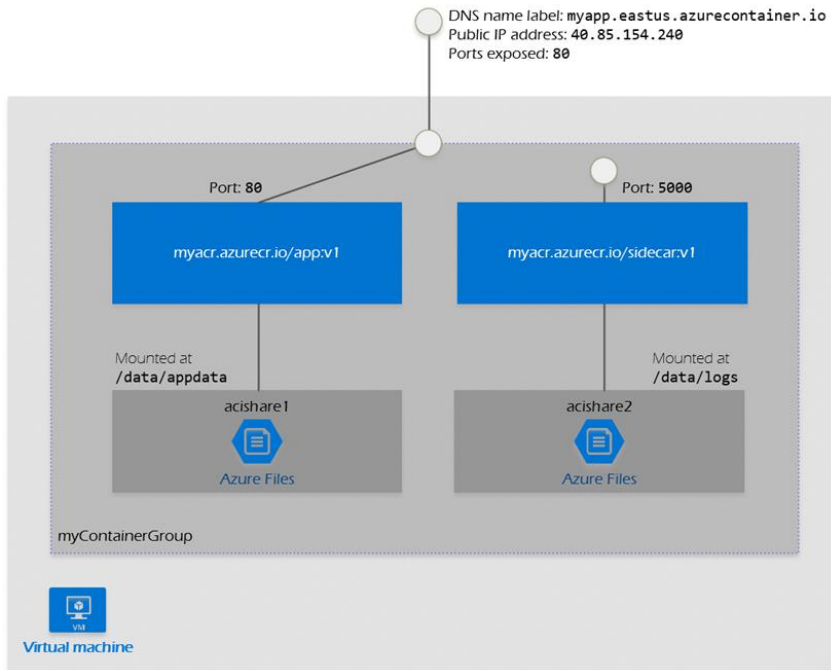 DNS name label: myapp.eastus.azurecontainer.io
Public IP address: 40.85.154.240
Ports exposed: 80
Port: 80
Port: 5000
myacr.azurecr.io/app:v1
myacr.azurecr.io/sidecar:v1
Mounted at
/data/appdata
Mounted at
/data/logs
acishare1
Azure Files
acishare2
Azure Files
myContainerGroup
VM
Virtual machine